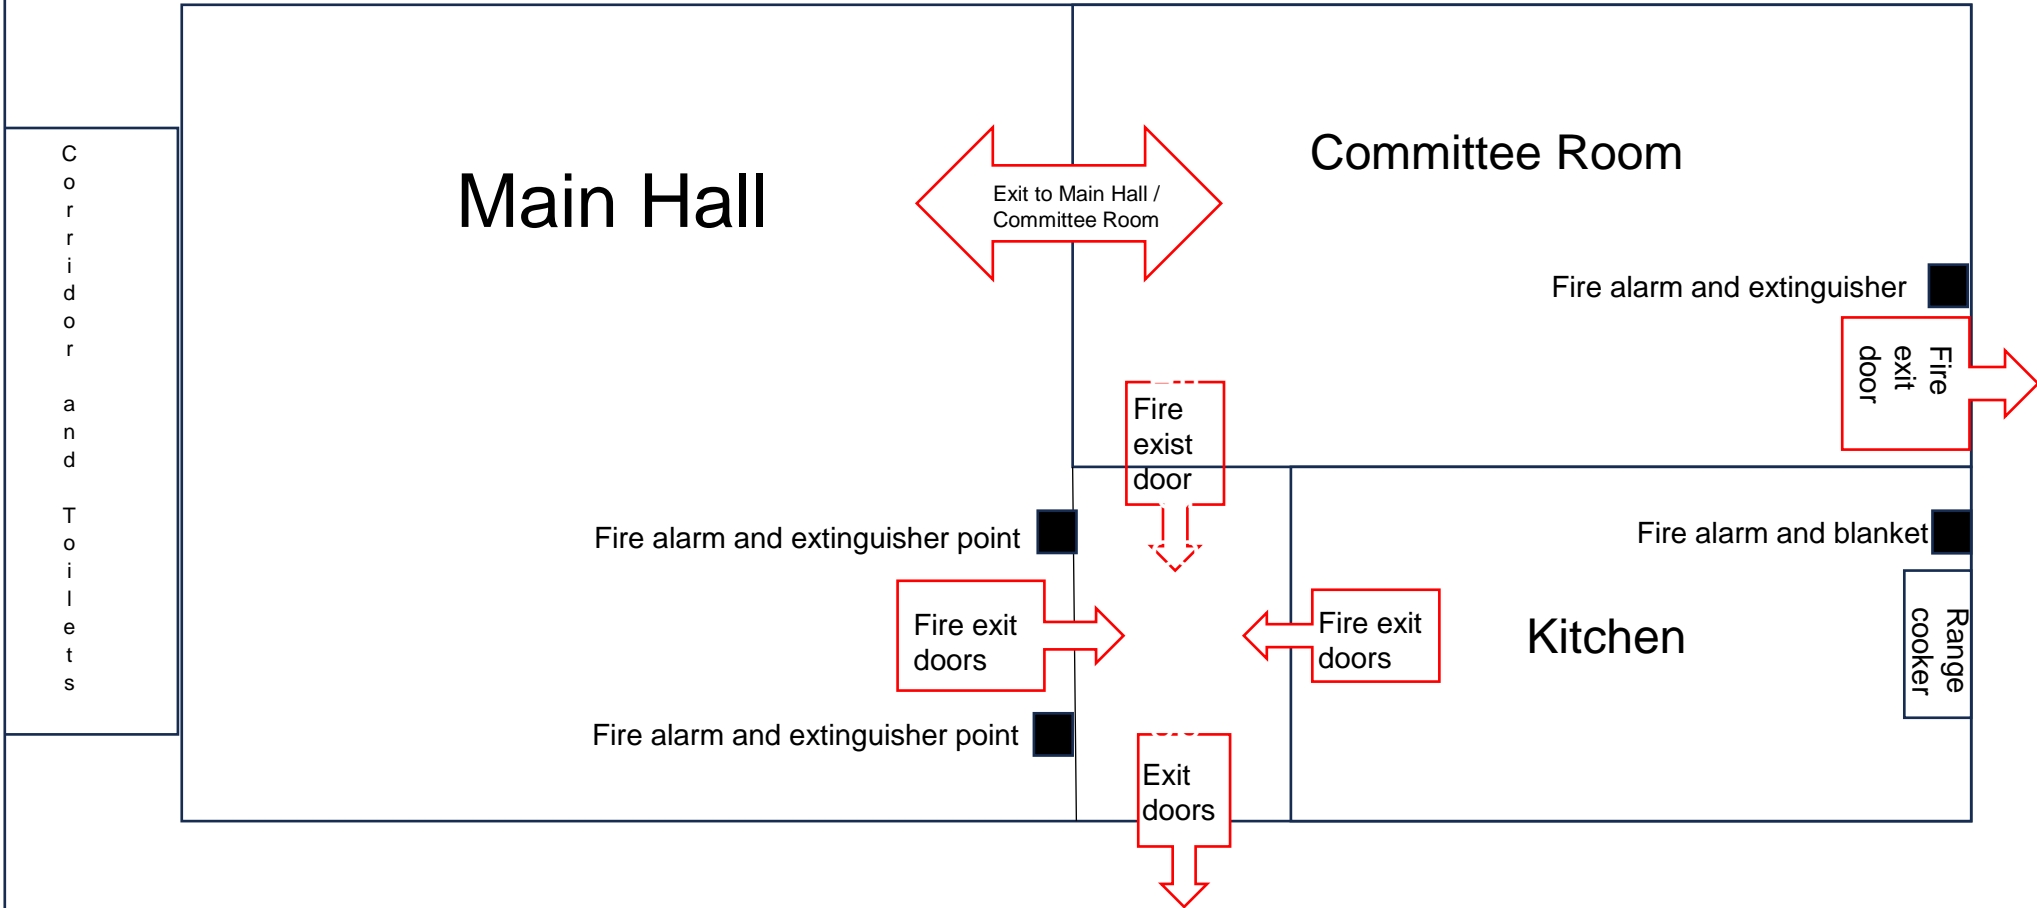 Corridor and Toilets
Main Hall
Exit to Main Hall /
Committee Room
Committee Room
Fire alarm and extinguisher
Fire
exit
door
Fire
exist
door
Fire alarm and extinguisher point
Fire alarm and blanket
Fire exit
doors
Fire exit
doors
Kitchen
Range
cooker
Fire alarm and extinguisher point
Exit
doors